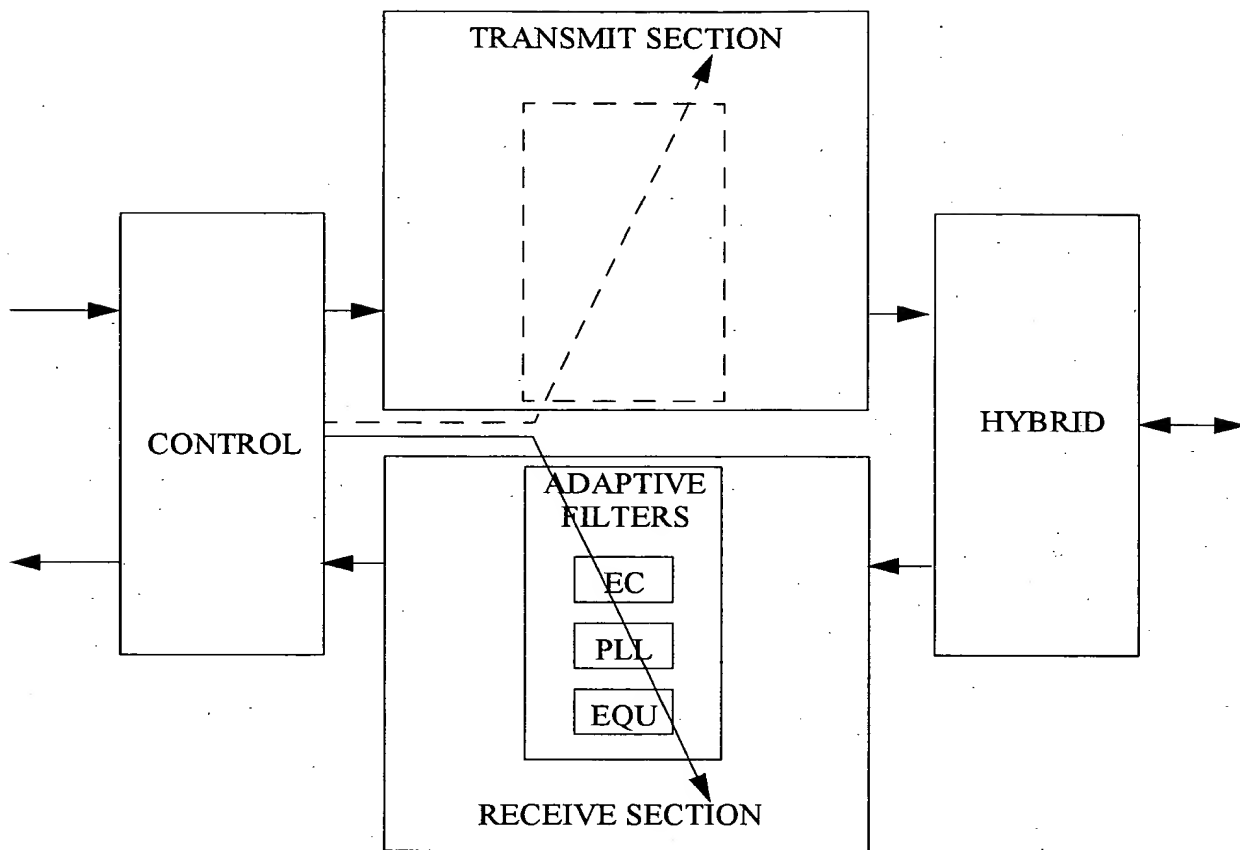 TRANSMIT SECTION
CONTROL
HYBRID
ADAPTIVE
FILTERS
EC
PLL
EQU
RECEIVE SECTION